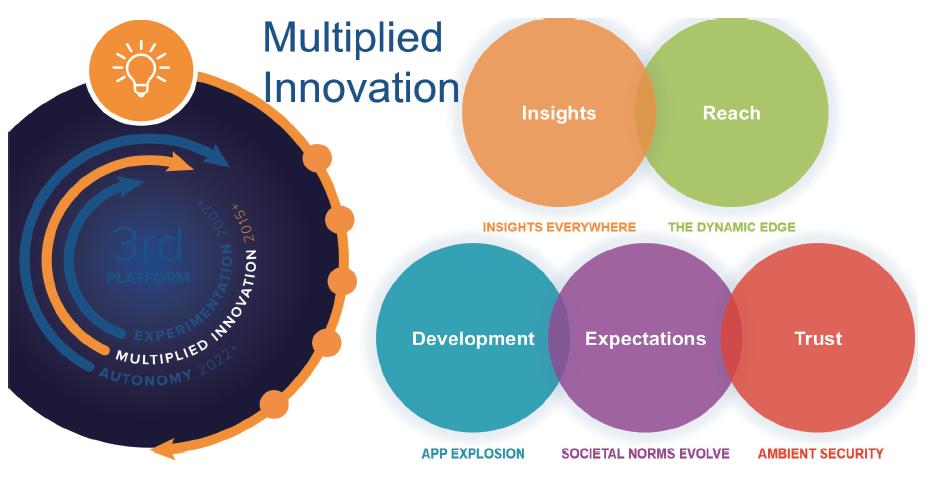 Multiplied
Innovation
3rd
PLATFORM
EXPERIMENTATION 2007+
MULTIPLIED INNOVATION 2015+
AUTONOMY 2022+
Insights
Reach
INSIGHTS EVERYWHERE
THE DYNAMIC EDGE
Development
Expectations
Trust
APP EXPLOSION
SOCIETAL NORMS EVOLVE
AMBIENT SECURITY